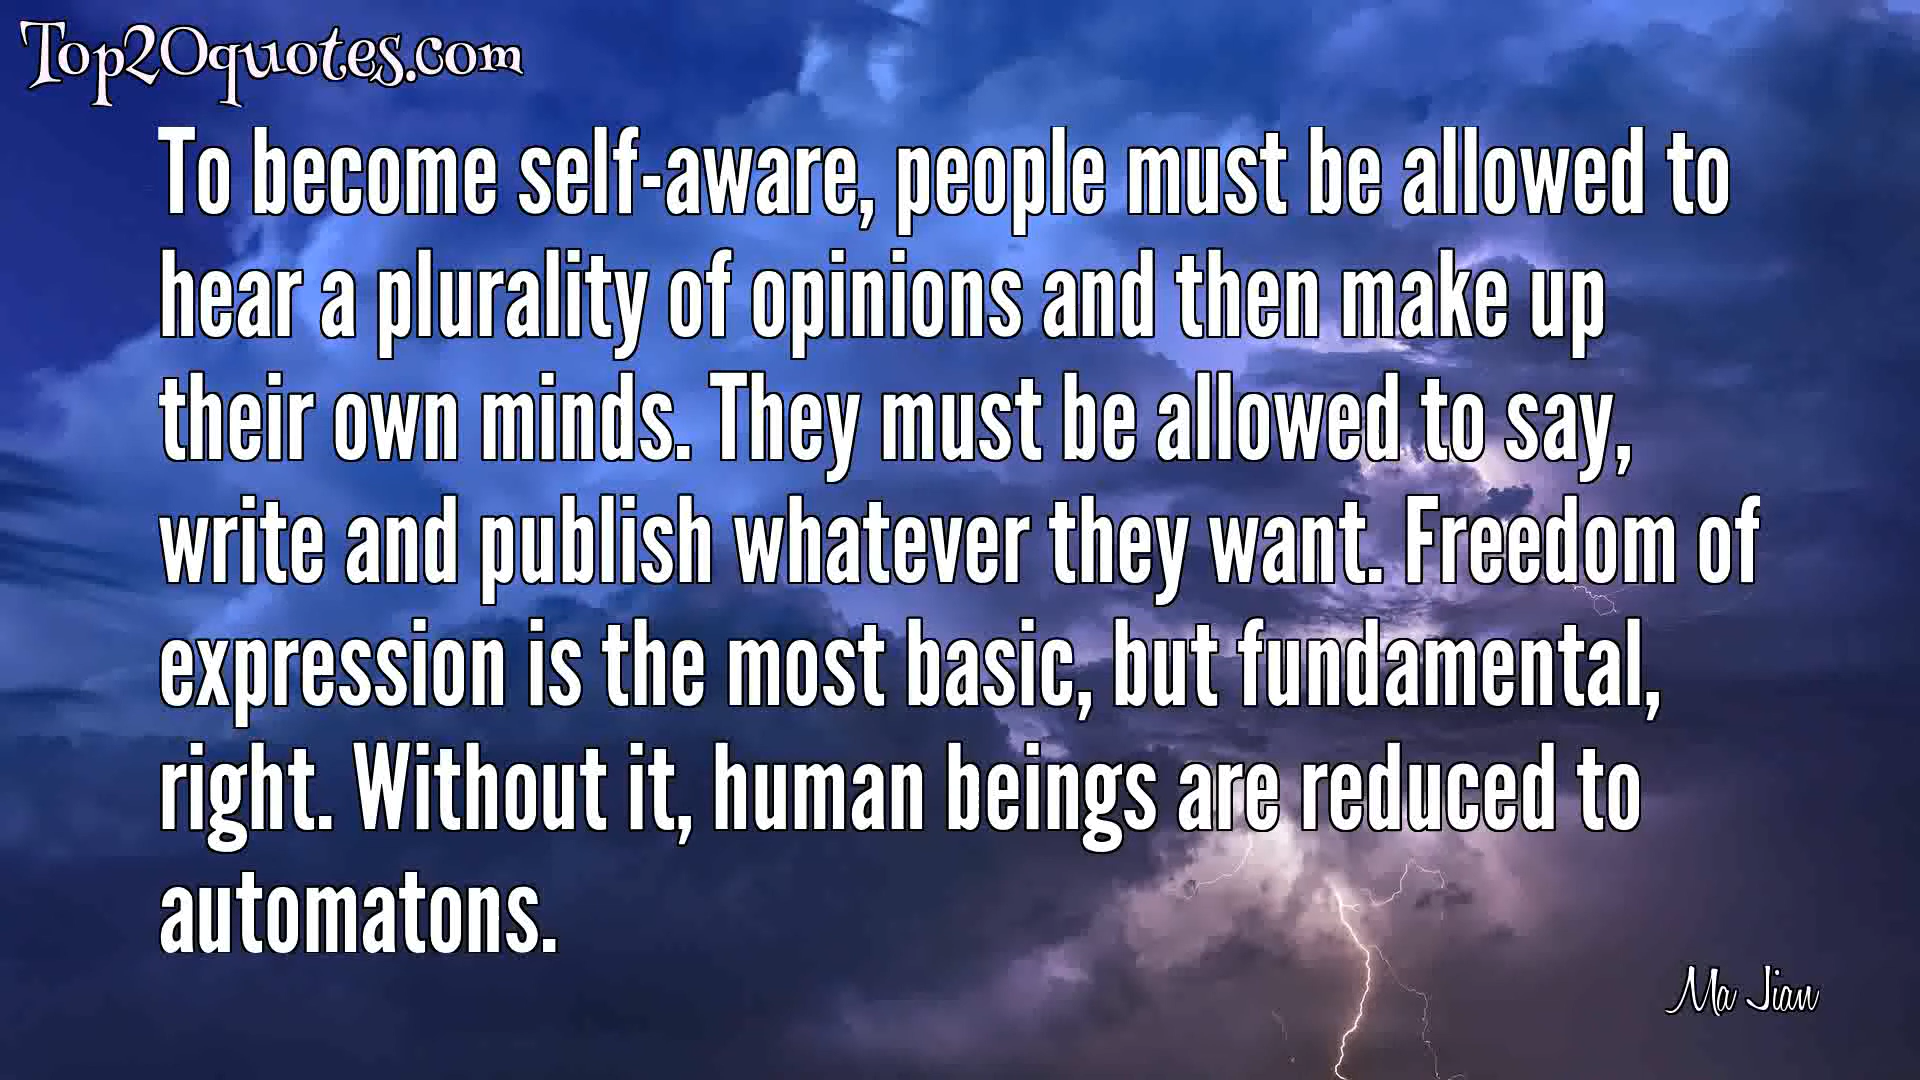 Top20quotes.com
To become self-aware, people must be allowed to
hear a plurality of opinions and then make up
their own minds. They must be allowed to say,
write and publish whatever they want. Freedom of
expression is the most basic, but fundamental,
right. Without it, human beings are reduced to
automatons.
Ma Jian